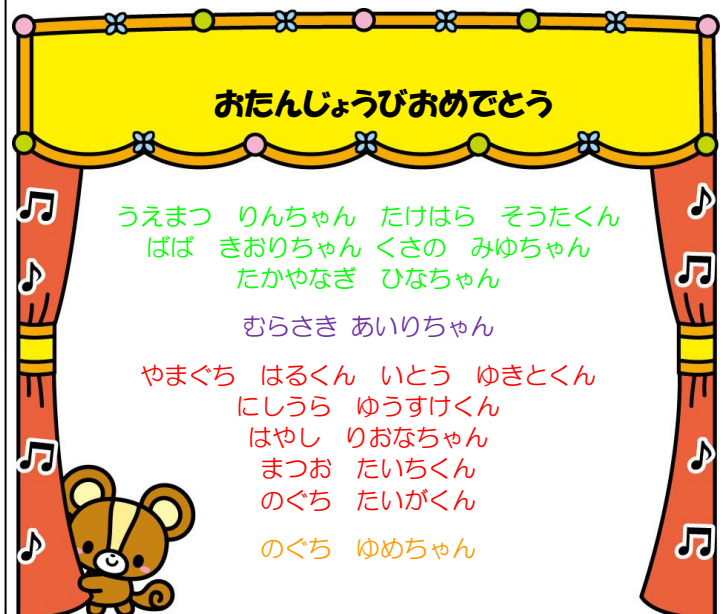 おたんじょうびおめでとう
うえまつ　りんちゃん　たけはら　そうたくん
ばば　きおりちゃん くさの　みゆちゃん
たかやなぎ　ひなちゃん
むらさき あいりちゃん
やまぐち　はるくん　いとう　ゆきとくん
にしうら　ゆうすけくん
はやし　りおなちゃん
まつお　たいちくん
のぐち　たいがくん
のぐち　ゆめちゃん